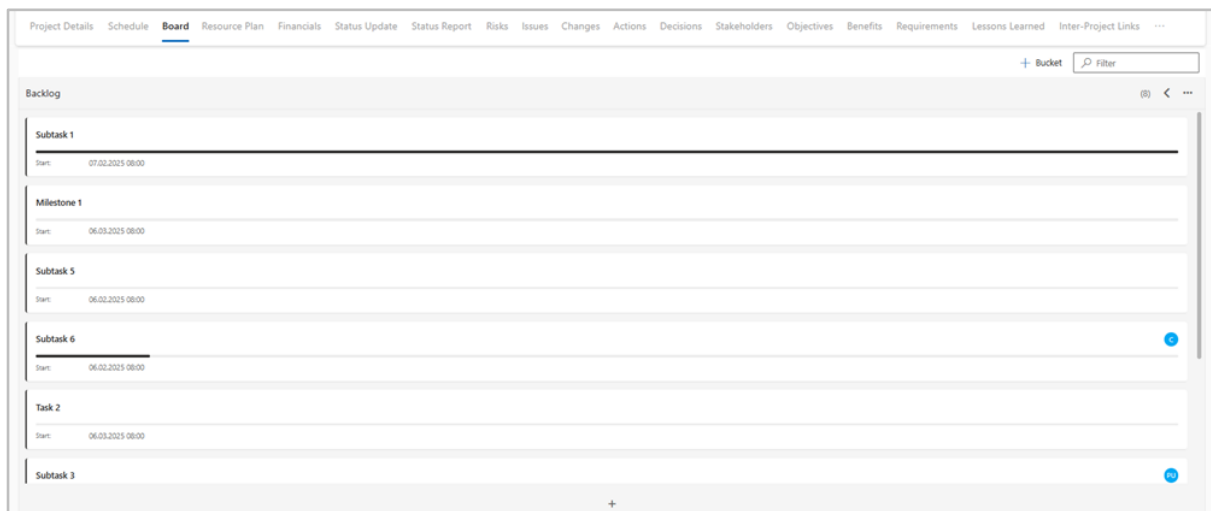 Project Details Schedule Board Resource Plan Financials Status Update Status Report Risks Issues Changes Actions Decisions Stakeholders Objectives Benefits Requirements Lessons Learned Inter-Project Links ...
+ Bucket Filter
Backlog (8) < ...
Subtask 1
Start: 07.02.2025 08:00
Milestone 1
Start: 06.03.2025 08:00
Subtask 5
Start: 06.02.2025 08:00
Subtask 6 C
Start: 06.02.2025 08:00
Task 2
Start: 06.03.2025 08:00
Subtask 3 PU
+